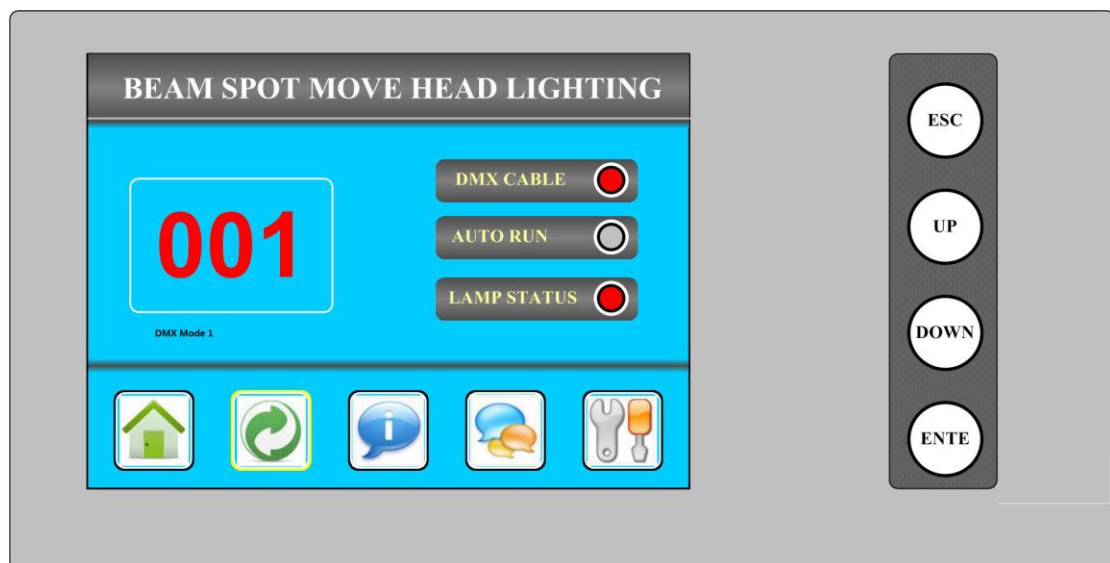 BEAM SPOT MOVE HEAD LIGHTING
001
DMX Mode 1
DMX CABLE
AUTO RUN
LAMP STATUS
i
ESC
UP
DOWN
ENTE